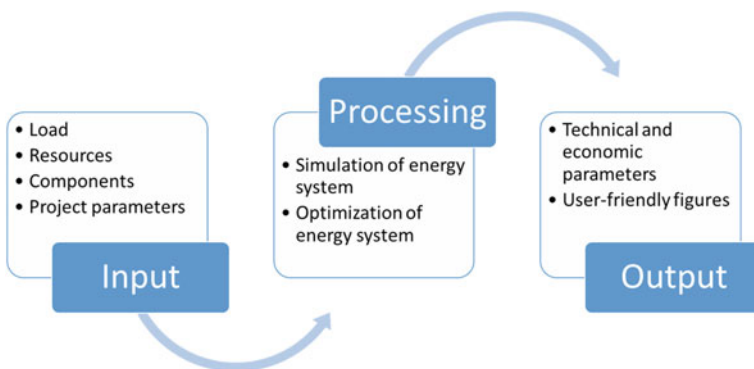 • Load
• Resources
• Components
• Project parameters
Input
Processing
• Simulation of energy
system
• Optimization of
energy system
• Technical and
economic
parameters
• User-friendly figures
Output